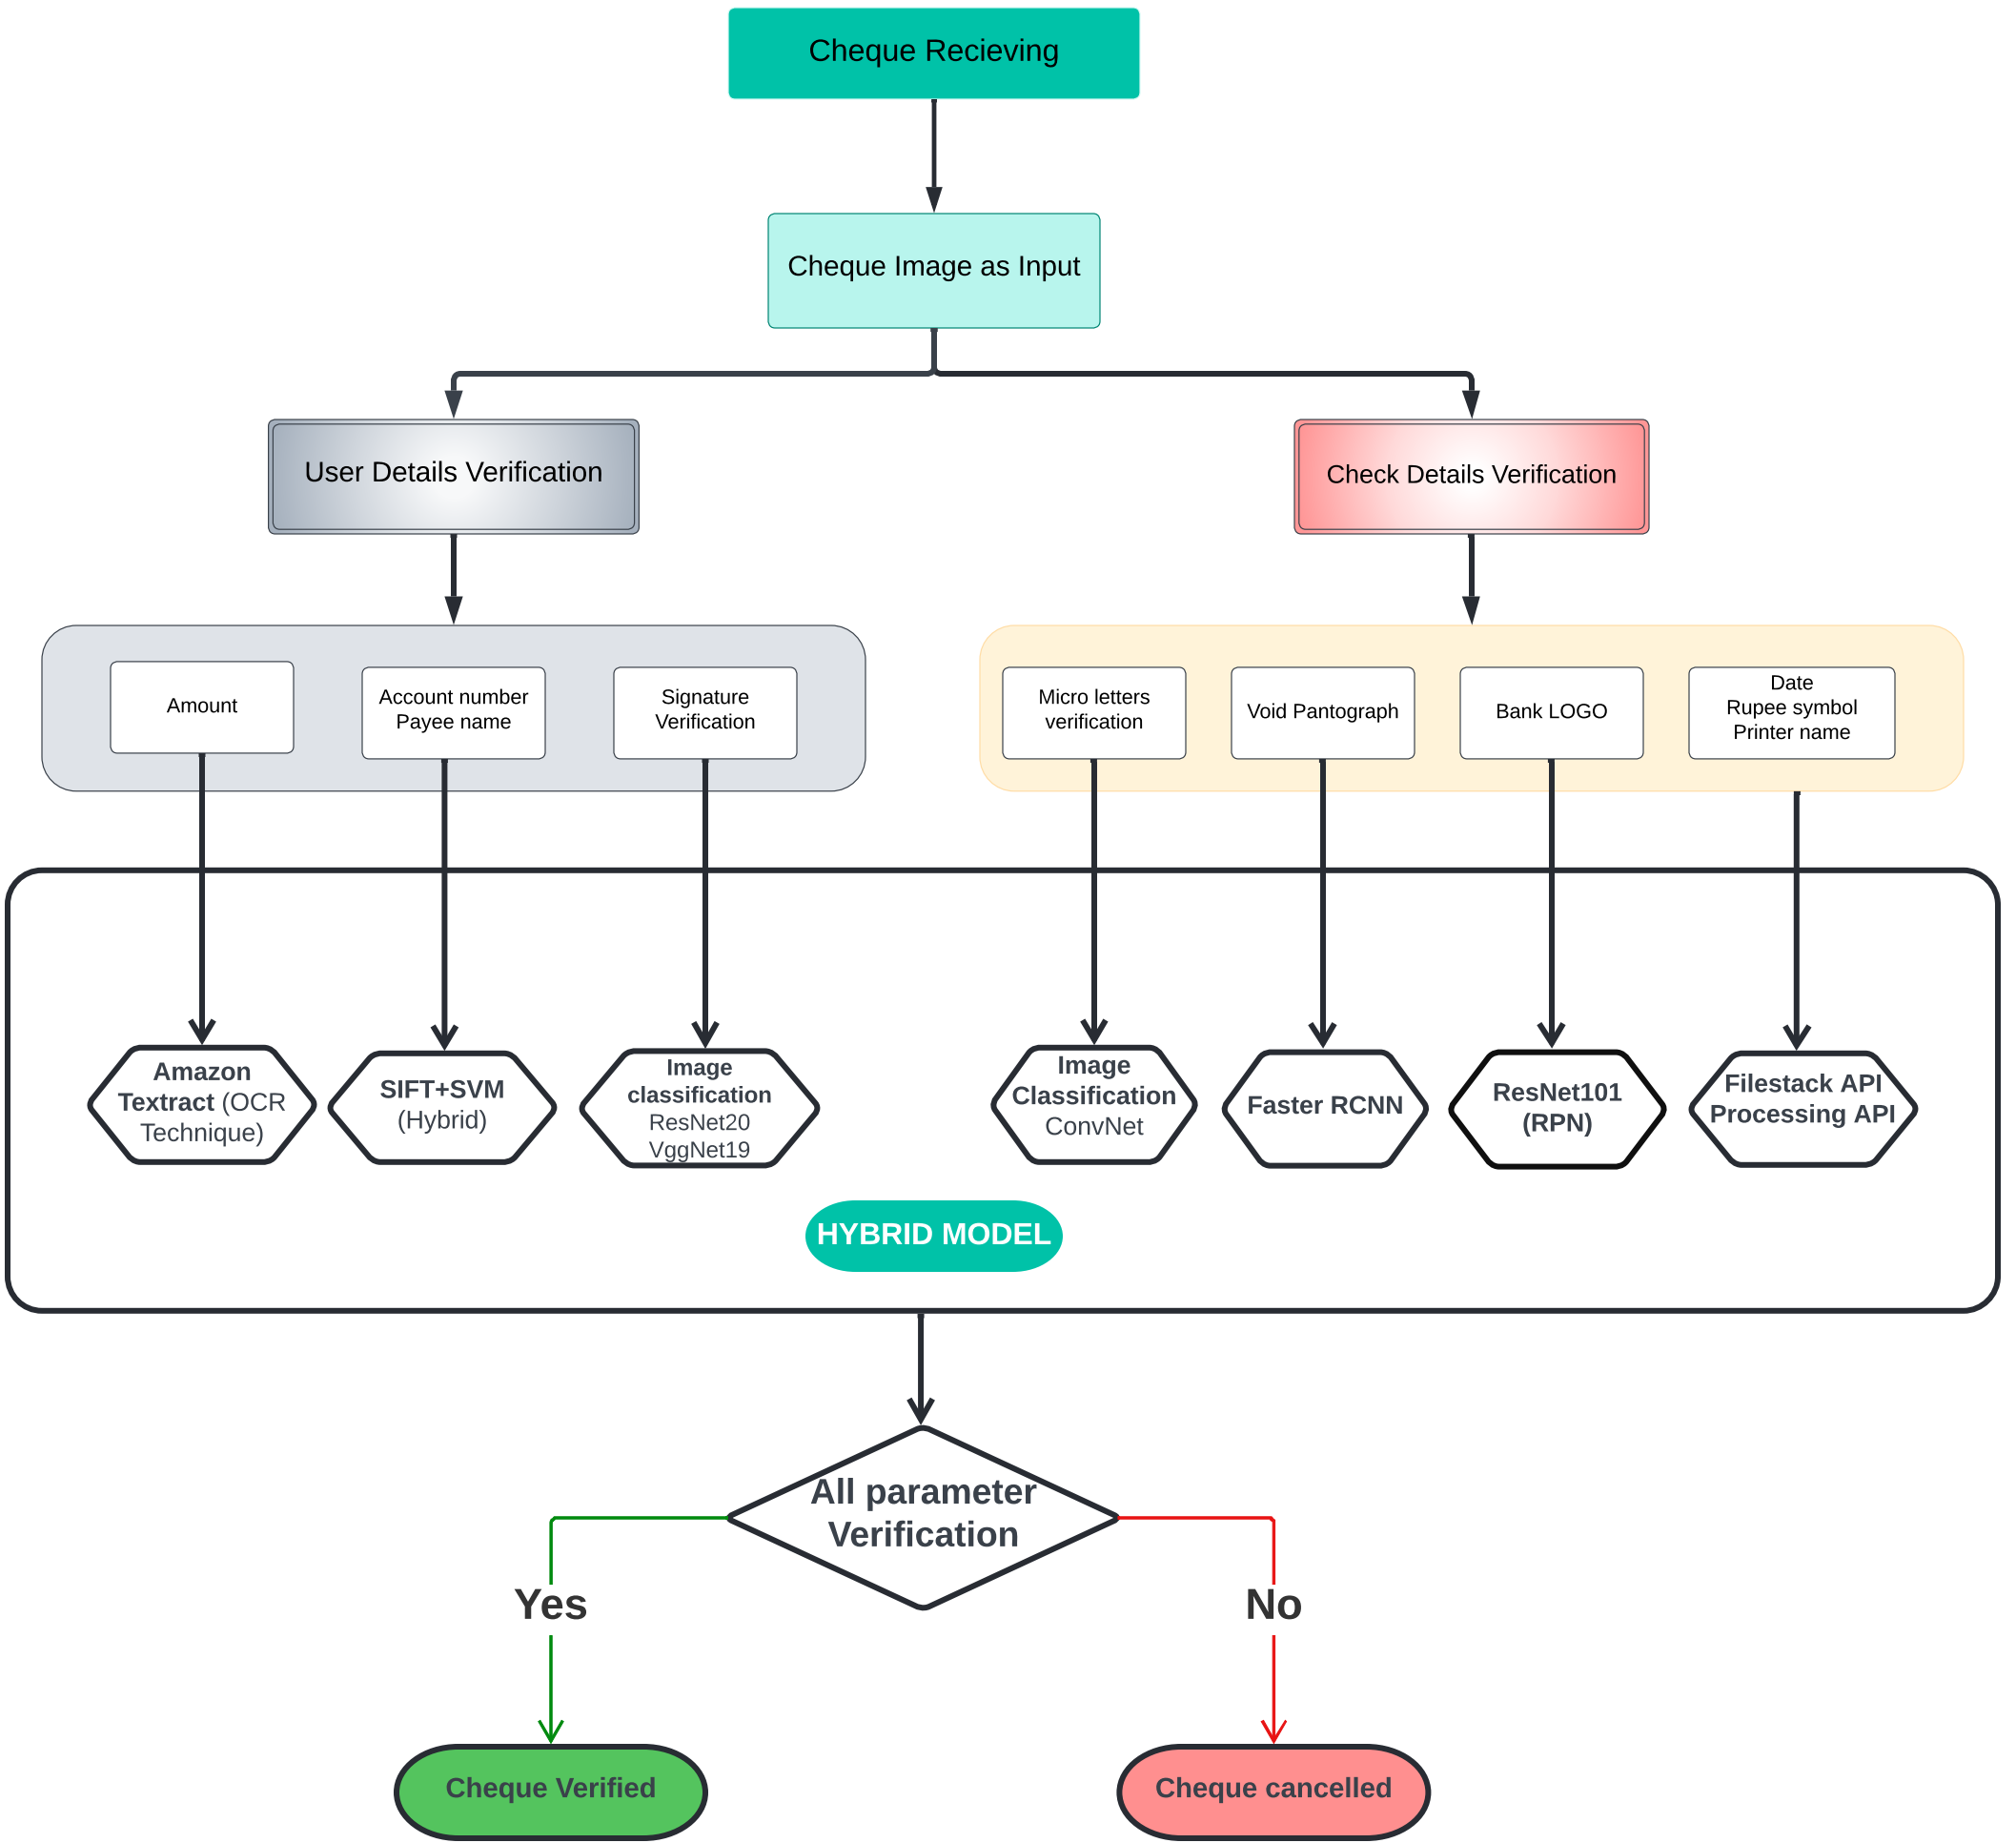 Cheque Recieving
Cheque Image as Input
User Details Verification
Check Details Verification
Amount
Account number
Payee name
Signature
Verification
Micro letters
verification
Void Pantograph
Bank LOGO
Date
Rupee symbol
Printer name
Amazon
Textract (OCR
Technique)
SIFT+SVM
(Hybrid)
Image
classification
ResNet20
VggNet19
Image
Classification
ConvNet
Faster RCNN
ResNet101
(RPN)
Filestack API
Processing API
HYBRID MODEL
All parameter
Verification
Yes
No
Cheque Verified
Cheque cancelled